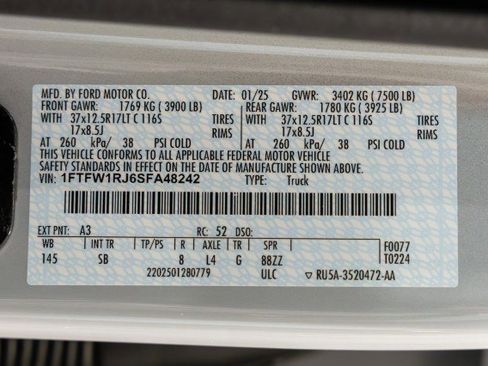 MFD. BY FORD MOTOR CO. DATE: 01/25 GVWR: 3402 KG ( 7500 LB)
FRONT GAWR: 1769 KG ( 3900 LB) REAR GAWR: 1780 KG ( 3925 LB)
WITH 37x12.5R17LT C 116S TIRES WITH 37x12.5R17LT C 116S TIRES
17x8.5J RIMS 17x8.5J RIMS
AT 260 kPa/ 38 PSI COLD AT 260 kPa/ 38 PSI COLD
THIS VEHICLE CONFORMS TO ALL APPLICABLE FEDERAL MOTOR VEHICLE
SAFETY STANDARDS IN EFFECT ON THE DATE OF MANUFACTURE SHOWN ABOVE.
VIN: 1FTFW1RJ6SFA48242 TYPE: Truck
EXT PNT: A3 RC: 52
WB INT TR TP/PS R AXLE TR SPR F0077
145 SB 8 L4 G 88ZZ T0224
2202501280779 ULC RU5A-3520472-AA